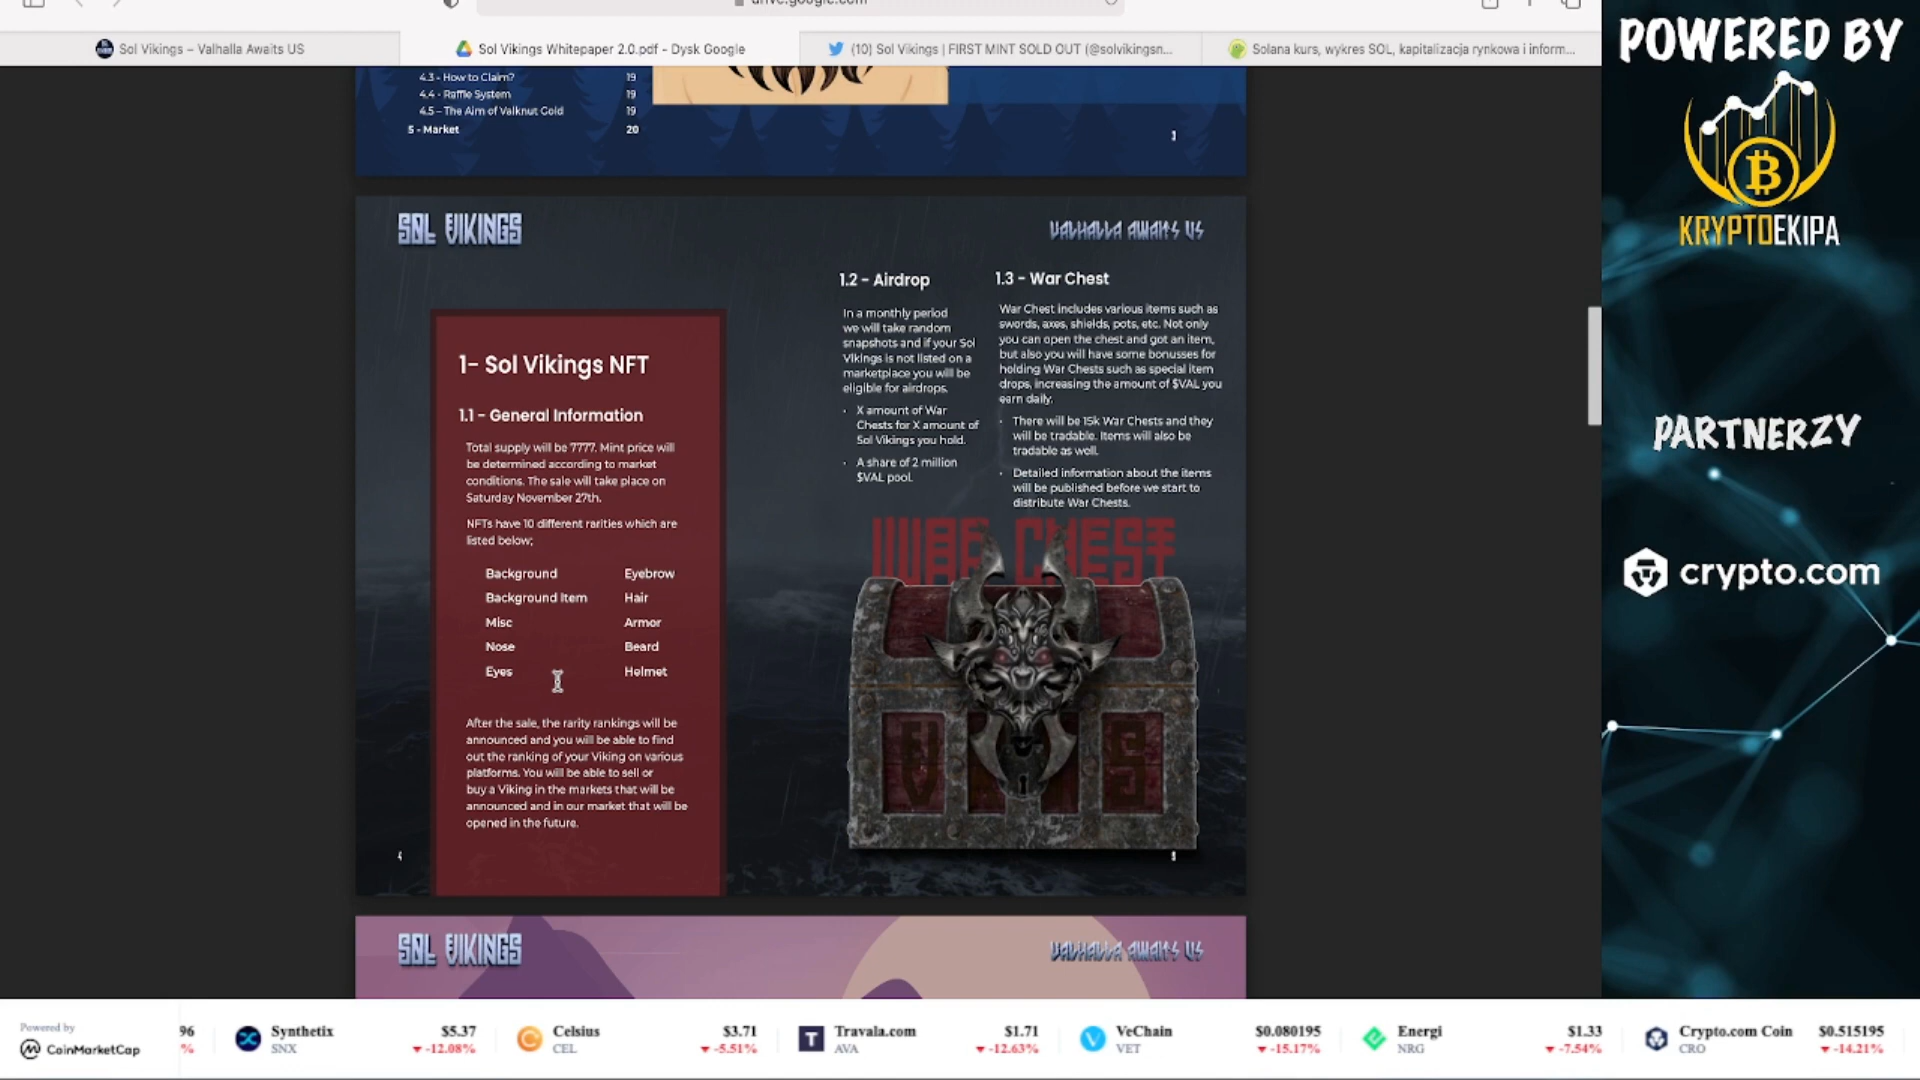 drive.google.com
Sol Vikings – Valhalla Awaits US
Sol Vikings Whitepaper 2.0.pdf - Dysk Google
(10) Sol Vikings | FIRST MINT SOLD OUT (@solvikingsn...
Solana kurs, wykres SOL, kapitalizacja rynkowa i inform...
4.3 - How to Claim? 19
4.4 - Raffle System 19
4.5 – The Aim of Valknut Gold 19
5 - Market 20
3
SOL VIKINGS
VALHALLA AWAITS US
1- Sol Vikings NFT
1.1 - General Information
Total supply will be 7777. Mint price will
be determined according to market
conditions. The sale will take place on
Saturday November 27th.
NFTs have 10 different rarities which are
listed below;
Background Eyebrow
Background Item Hair
Misc Armor
Nose Beard
Eyes Helmet
After the sale, the rarity rankings will be
announced and you will be able to find
out the ranking of your Viking on various
platforms. You will be able to sell or
buy a Viking in the markets that will be
announced and in our market that will be
opened in the future.
4
1.2 - Airdrop
In a monthly period
we will take random
snapshots and if your Sol
Vikings is not listed on a
marketplace you will be
eligible for airdrops.
• X amount of War
Chests for X amount of
Sol Vikings you hold.
• A share of 2 million
$VAL pool.
1.3 - War Chest
War Chest includes various items such as
swords, axes, shields, pots, etc. Not only
you can open the chest and got an item,
but also you will have some bonusses for
holding War Chests such as special item
drops, increasing the amount of $VAL you
earn daily.
• There will be 15k War Chests and they
will be tradable. Items will also be
tradable as well.
• Detailed information about the items
will be published before we start to
distribute War Chests.
WAR CHEST
V S
5
SOL VIKINGS
VALHALLA AWAITS US
POWERED BY
KRYPTOEKIPA
PARTNERZY
crypto.com
Powered by
CoinMarketCap
96
%
Synthetix $5.37
SNX ▼ -12.08%
Celsius $3.71
CEL ▼ -5.51%
Travala.com $1.71
AVA ▼ -12.63%
VeChain $0.080195
VET ▼ -15.17%
Energi $1.33
NRG ▼ -7.54%
Crypto.com Coin $0.515195
CRO ▼ -14.21%